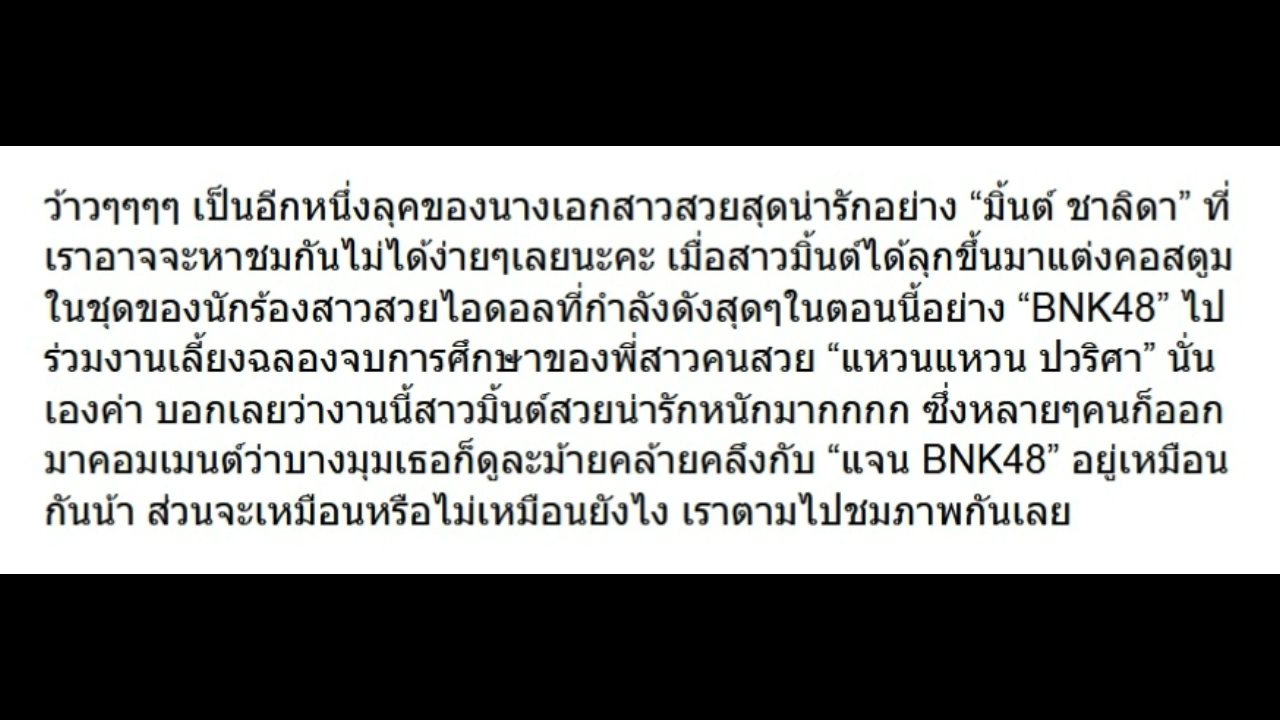 ว้าวๆๆๆๆ เป็นอีกหนึ่งลุคของนางเอกสาวสวยสุดน่ารักอย่าง “มิ้นต์ ชาลิดา” ที่
เราอาจจะหาชมกันไม่ได้ง่ายๆเลยนะคะ เมื่อสาวมิ้นต์ได้ลุกขึ้นมาแต่งคอสตูม
ในชุดของนักร้องสาวสวยไอดอลที่กำลังดังสุดๆในตอนนี้อย่าง “BNK48” ไป
ร่วมงานเลี้ยงฉลองจบการศึกษาของพี่สาวคนสวย “แหวนแหวน ปวริศา” นั่น
เองค่า บอกเลยว่างานนี้สาวมิ้นต์สวยน่ารักหนักมากกกก ซึ่งหลายๆคนก็ออก
มาคอมเมนต์ว่าบางมุมเธอก็ดูละม้ายคล้ายคลึงกับ “แจน BNK48” อยู่เหมือน
กันน้า ส่วนจะเหมือนหรือไม่เหมือนยังไง เราตามไปชมภาพกันเลย